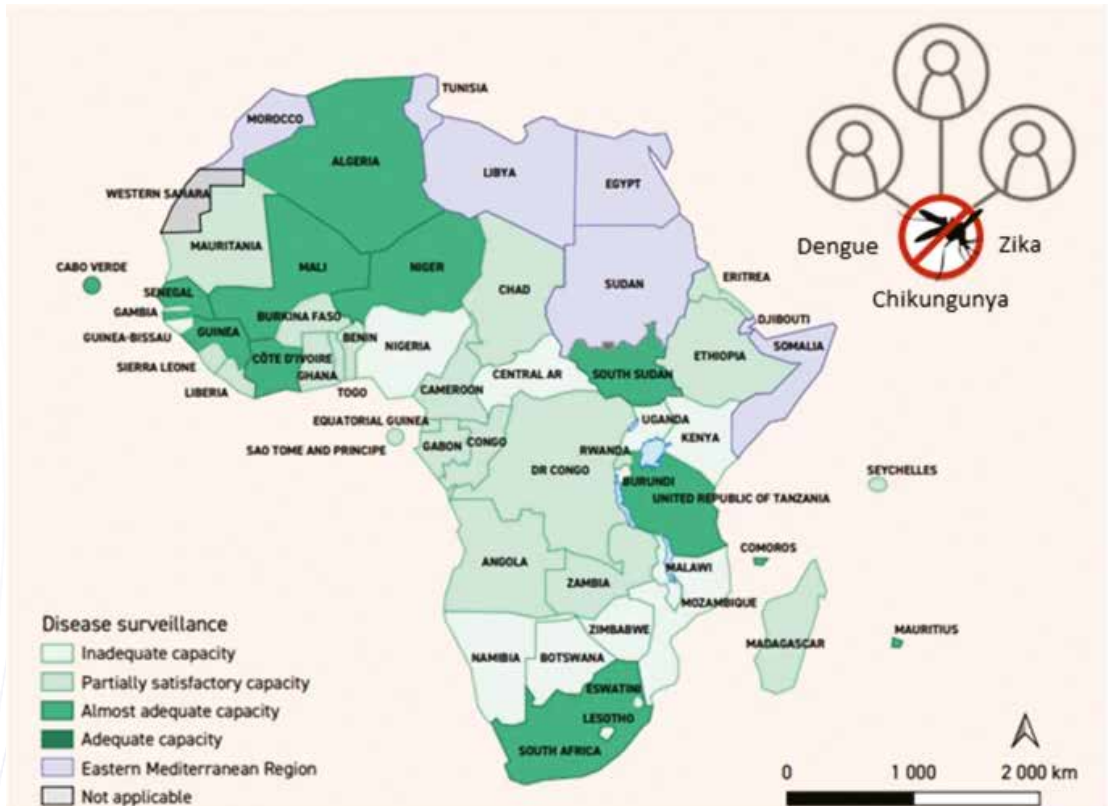 TUNISIA
MOROCCO
ALGERIA
LIBYA
EGYPT
WESTERN SAHARA
MAURITANIA
MALI
NIGER
CABO VERDE
SENEGAL
GAMBIA
GUINEA-BISSAU
GUINEA
SIERRA LEONE
LIBERIA
BURKINA FASO
CÔTE D'IVOIRE
GHANA
TOGO
BENIN
NIGERIA
CHAD
SUDAN
ERITREA
DJIBOUTI
SOMALIA
ETHIOPIA
SOUTH SUDAN
CENTRAL AR
CAMEROON
EQUATORIAL GUINEA
SAO TOME AND PRINCIPE
GABON
CONGO
DR CONGO
UGANDA
KENYA
RWANDA
BURUNDI
UNITED REPUBLIC OF TANZANIA
SEYCHELLES
COMOROS
ANGOLA
ZAMBIA
MALAWI
MOZAMBIQUE
MADAGASCAR
MAURITIUS
ZIMBABWE
NAMIBIA
BOTSWANA
ESWATINI
LESOTHO
SOUTH AFRICA
Dengue
Zika
Chikungunya
Disease surveillance
Inadequate capacity
Partially satisfactory capacity
Almost adequate capacity
Adequate capacity
Eastern Mediterranean Region
Not applicable
0 1 000 2 000 km